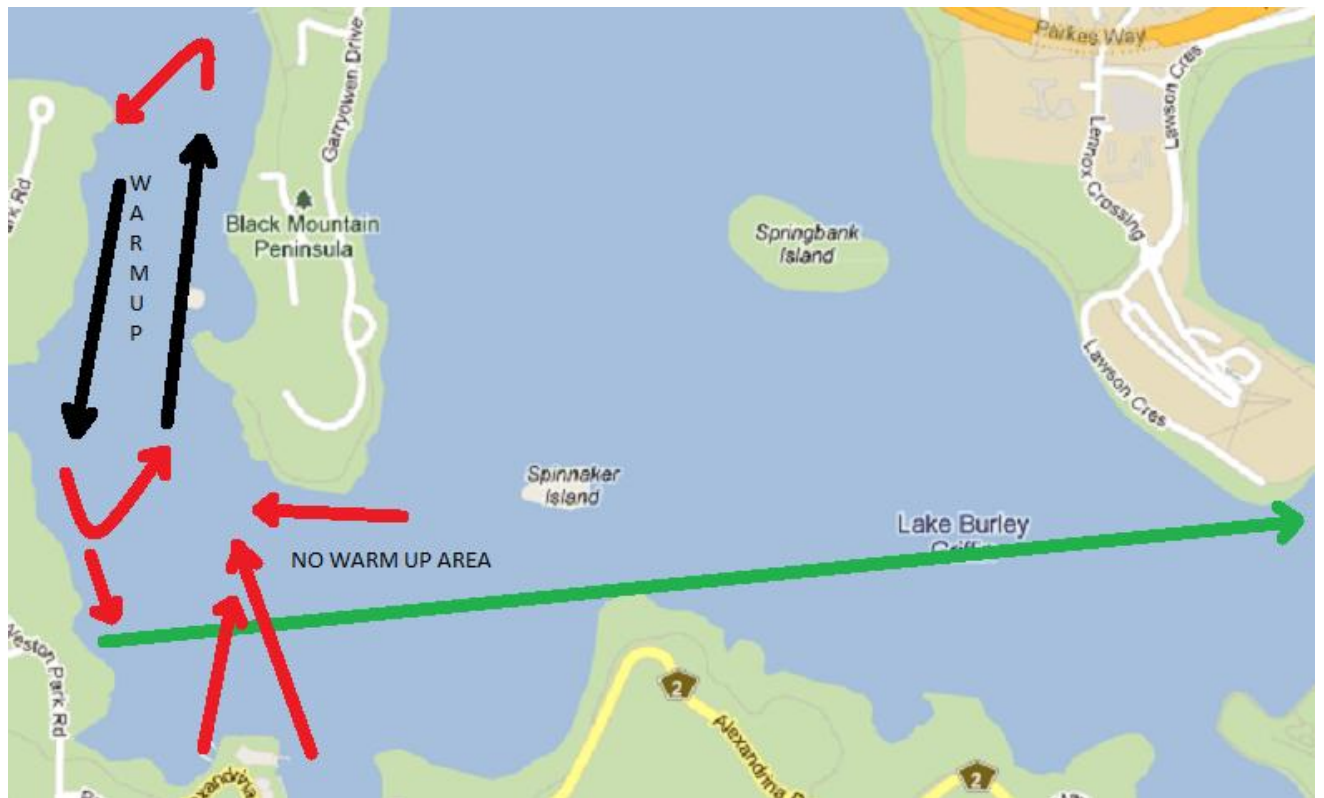 Parkes Way
Garryowen Drive
Lawson Cres
Lennox Crossing
W
A
R
M
U
P
Black Mountain
Peninsula
Springbank
Island
Lawson Cres
Spinnaker
Island
Lake Burley
NO WARM UP AREA
Weston Park Rd
2
Alexandrina
2